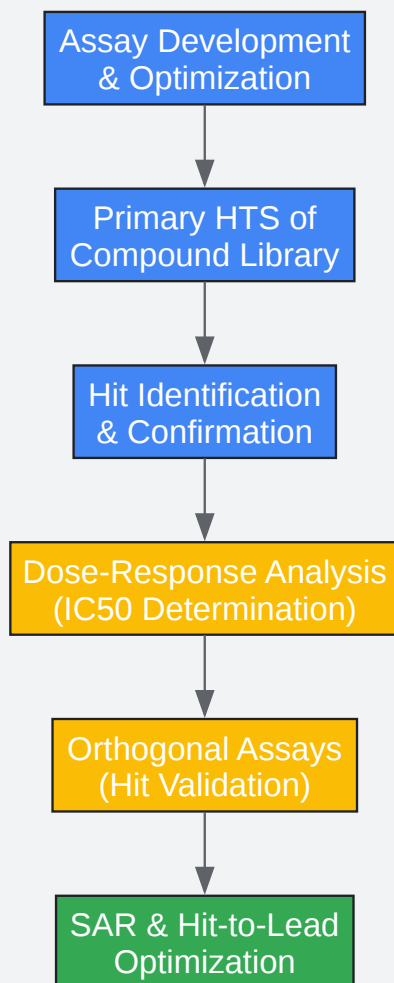 Assay Development
& Optimization
Primary HTS of
Compound Library
Hit Identification
& Confirmation
Dose-Response Analysis
(IC50 Determination)
Orthogonal Assays
(Hit Validation)
SAR & Hit-to-Lead
Optimization